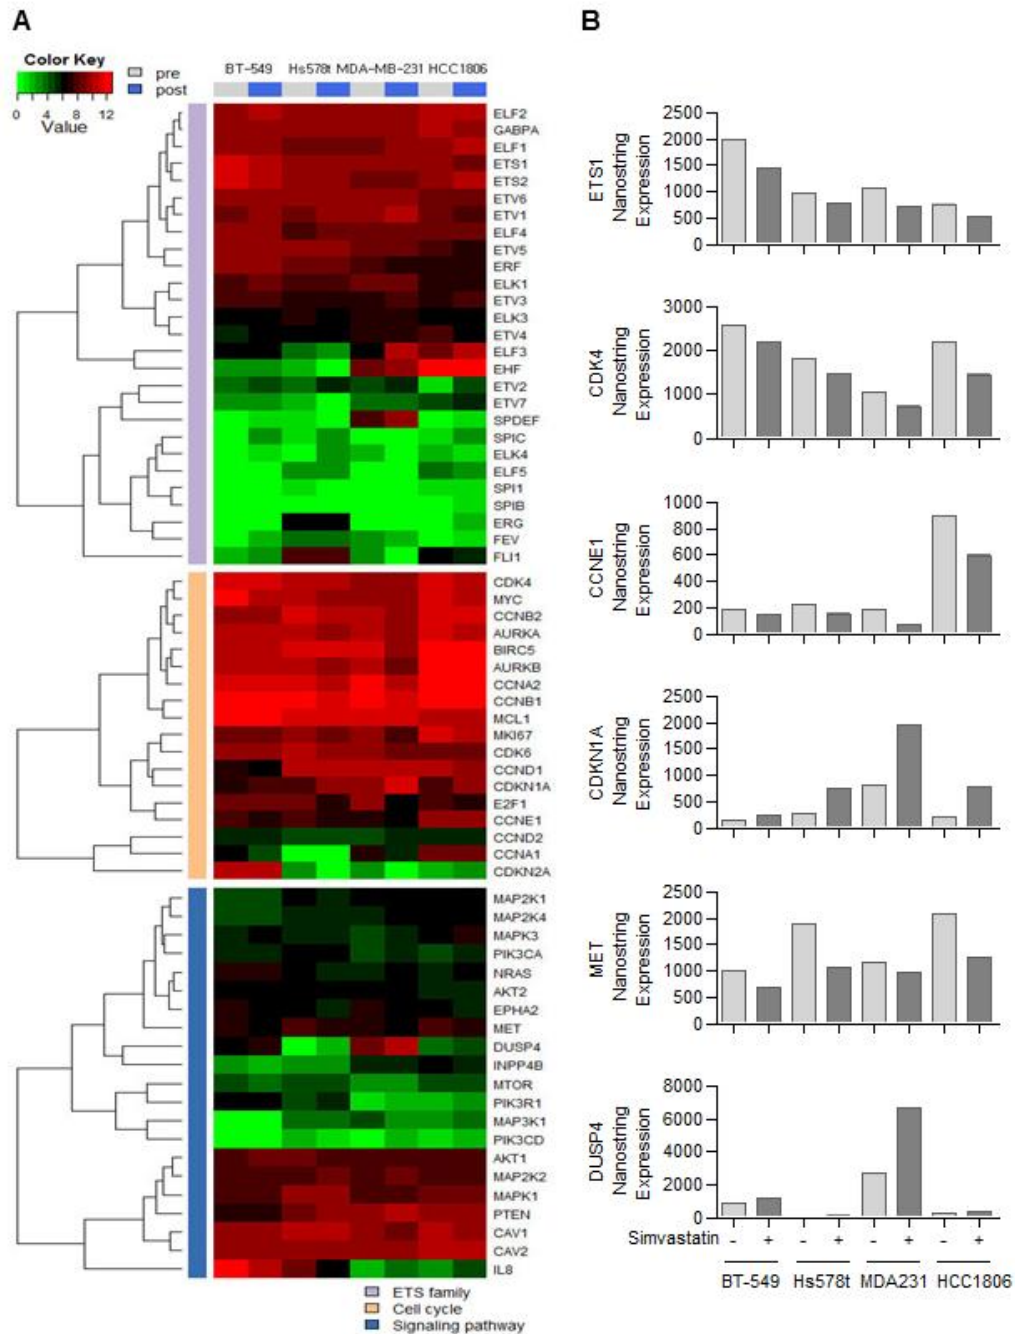 A
Color Key
0 4 8 12
Value
pre
post
BT-549 Hs578t MDA-MB-231 HCC1806
ELF2
GABPA
ELF1
ETS1
ETS2
ETV6
ETV1
ELF4
ETV5
ERF
ELK1
ETV3
ELK3
ETV4
ELF3
EHF
ETV2
ETV7
SPDEF
SPIC
ELK4
ELF5
SPI1
SPIB
ERG
FEV
FLI1
CDK4
MYC
CCNB2
AURKA
BIRC5
AURKB
CCNA2
CCNB1
MCL1
MKI67
CDK6
CCND1
CDKN1A
E2F1
CCNE1
CCND2
CCNA1
CDKN2A
MAP2K1
MAP2K4
MAPK3
PIK3CA
NRAS
AKT2
EPHA2
MET
DUSP4
INPP4B
MTOR
PIK3R1
MAP3K1
PIK3CD
AKT1
MAP2K2
MAPK1
PTEN
CAV1
CAV2
IL8
ETS family
Cell cycle
Signaling pathway
B
ETS1
Nanostring
Expression
2500
2000
1500
1000
500
0
CDK4
Nanostring
Expression
3000
2000
1000
0
CCNE1
Nanostring
Expression
1000
800
600
400
200
0
CDKN1A
Nanostring
Expression
2500
2000
1500
1000
500
0
MET
Nanostring
Expression
2500
2000
1500
1000
500
0
DUSP4
Nanostring
Expression
8000
6000
4000
2000
0
Simvastatin - + - + - + - +
BT-549 Hs578t MDA231 HCC1806